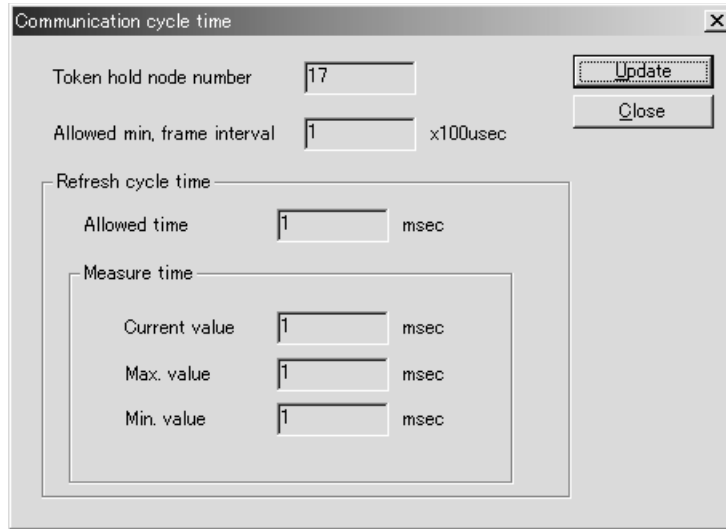 Communication cycle time
Token hold node number 17
Update
Allowed min. frame interval 1 x100usec
Close
Refresh cycle time
Allowed time 1 msec
Measure time
Current value 1 msec
Max. value 1 msec
Min. value 1 msec